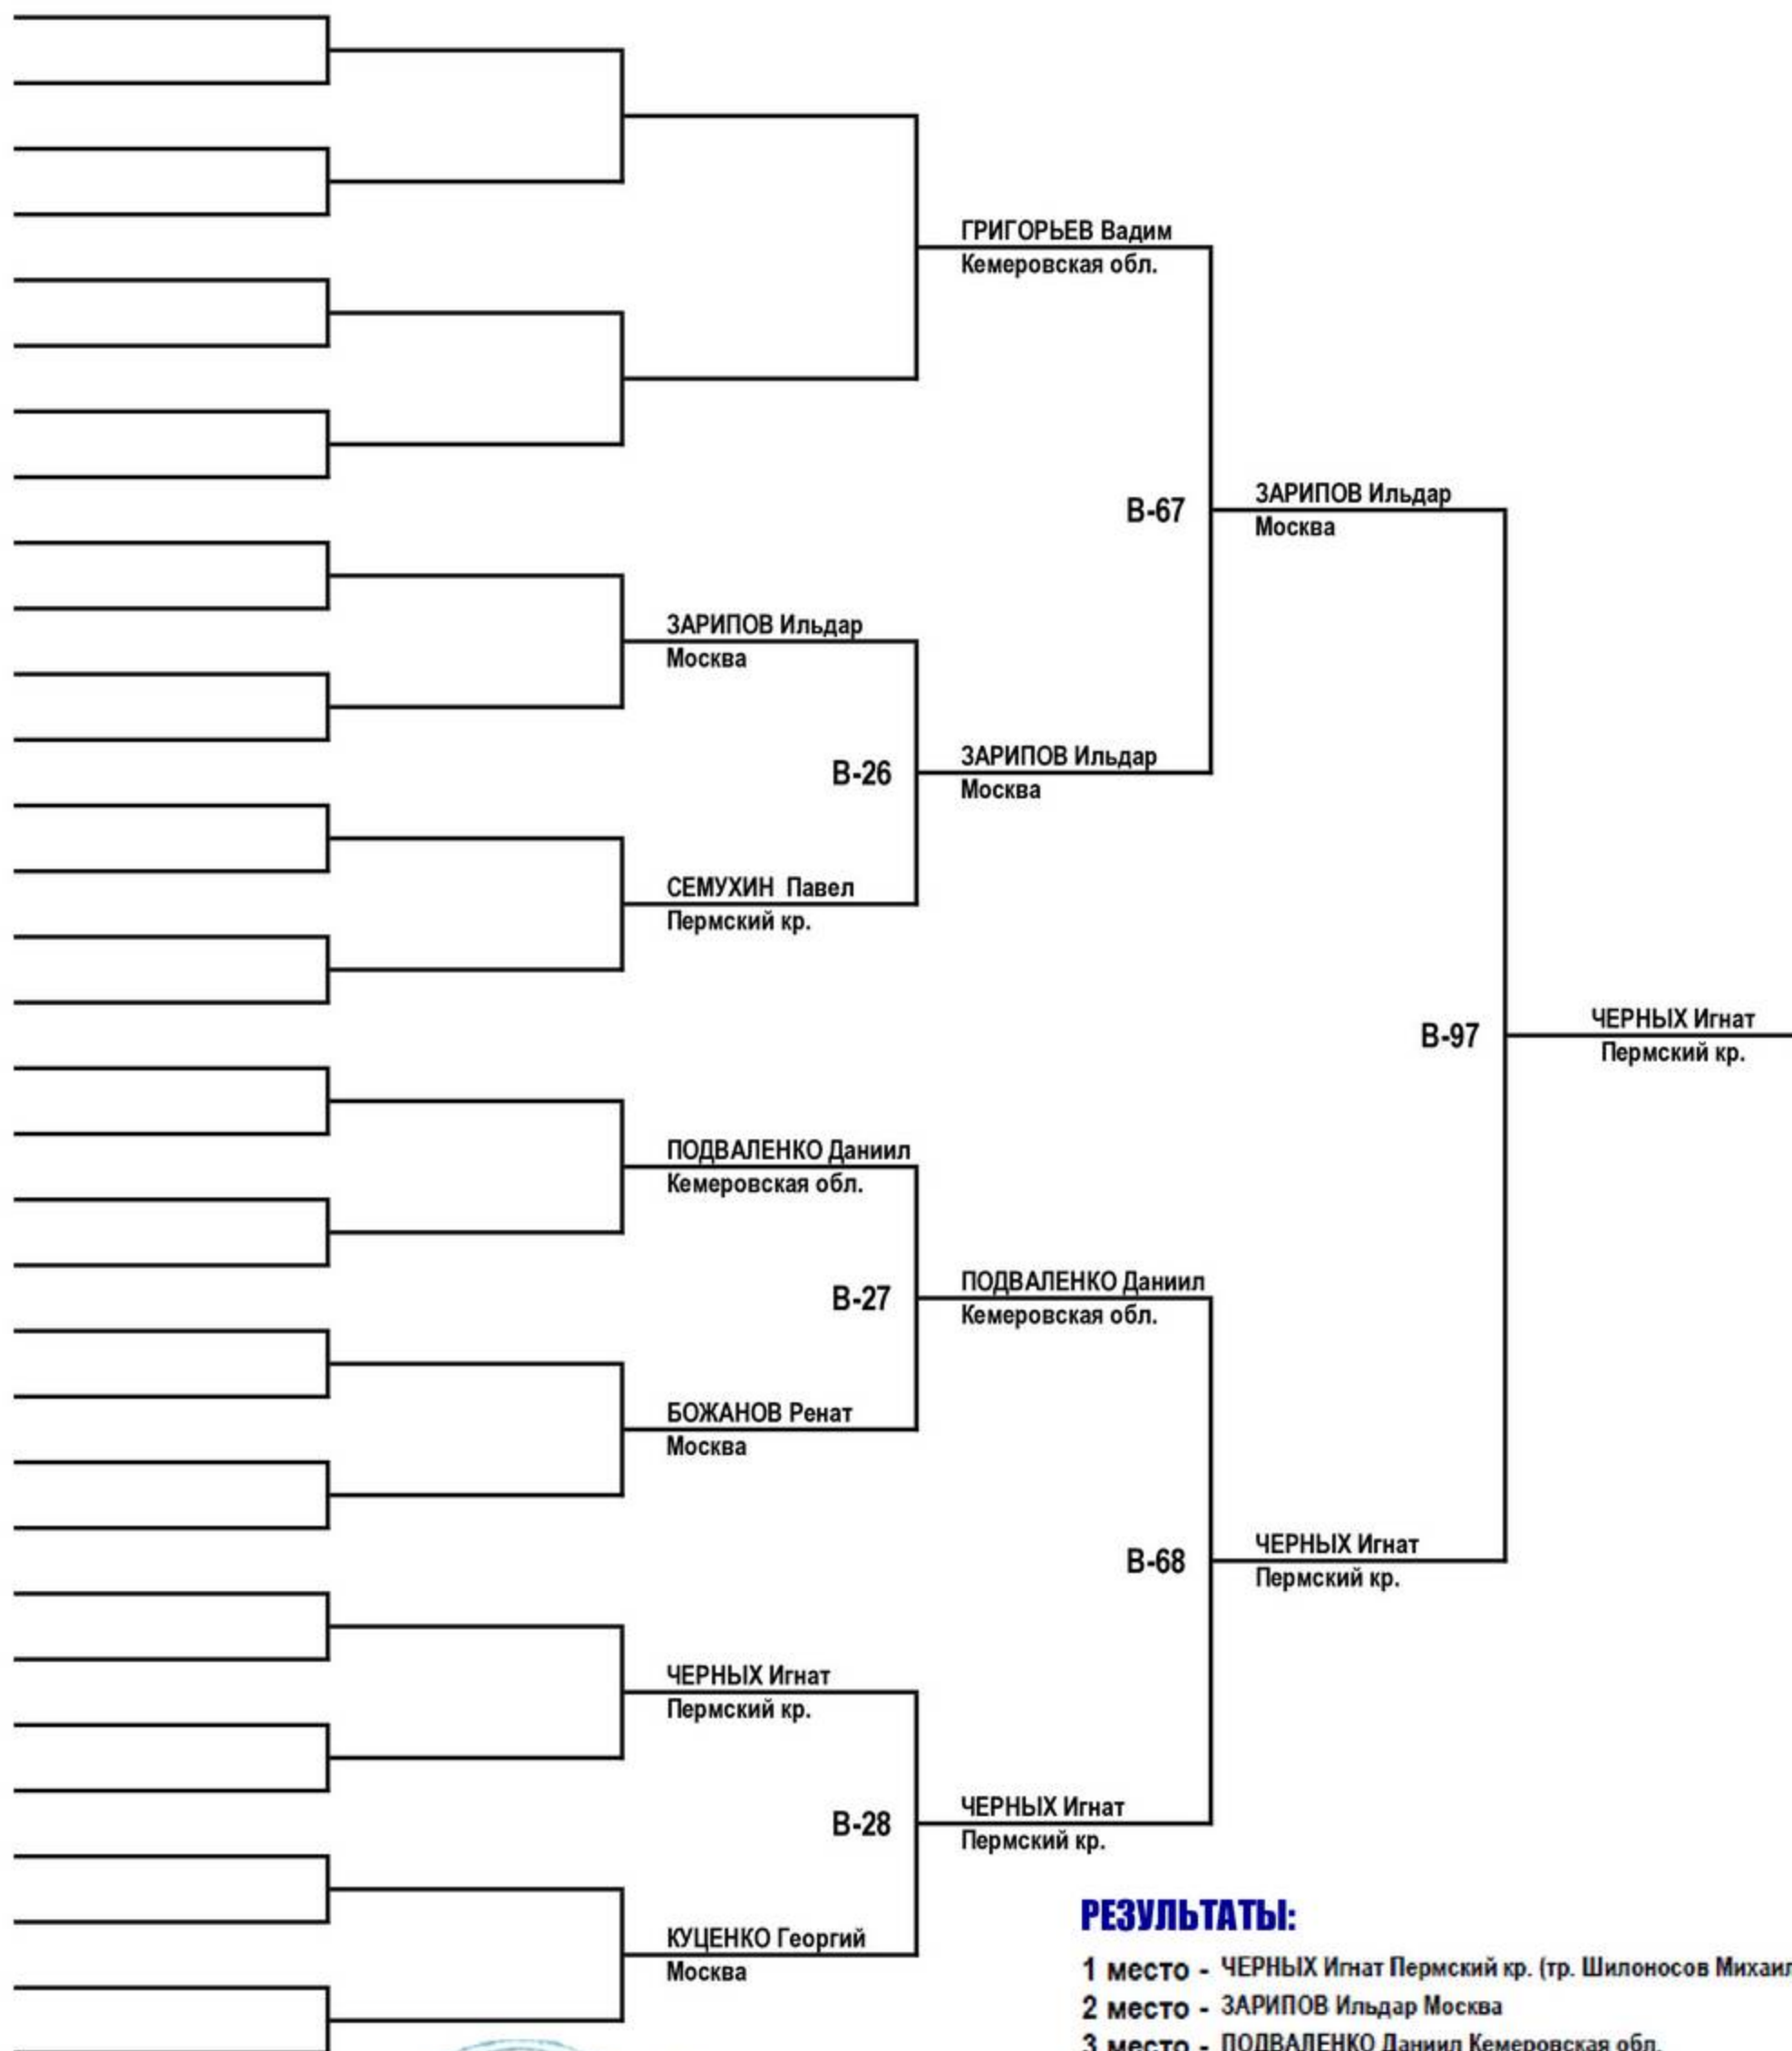 ГРИГОРЬЕВ Вадим
Кемеровская обл.
В-67
ЗАРИПОВ Ильдар
Москва
ЗАРИПОВ Ильдар
Москва
В-26
ЗАРИПОВ Ильдар
Москва
СЕМУХИН Павел
Пермский кр.
В-97
ЧЕРНЫХ Игнат
Пермский кр.
ПОДВАЛЕНКО Даниил
Кемеровская обл.
В-27
ПОДВАЛЕНКО Даниил
Кемеровская обл.
БОЖАНОВ Ренат
Москва
В-68
ЧЕРНЫХ Игнат
Пермский кр.
ЧЕРНЫХ Игнат
Пермский кр.
В-28
ЧЕРНЫХ Игнат
Пермский кр.
КУЦЕНКО Георгий
Москва
РЕЗУЛЬТАТЫ:
1 место - ЧЕРНЫХ Игнат Пермский кр. (тр. Шилоносов Михаил
2 место - ЗАРИПОВ Ильдар Москва
3 место - ПОДВАЛЕНКО Даниил Кемеровская обл.